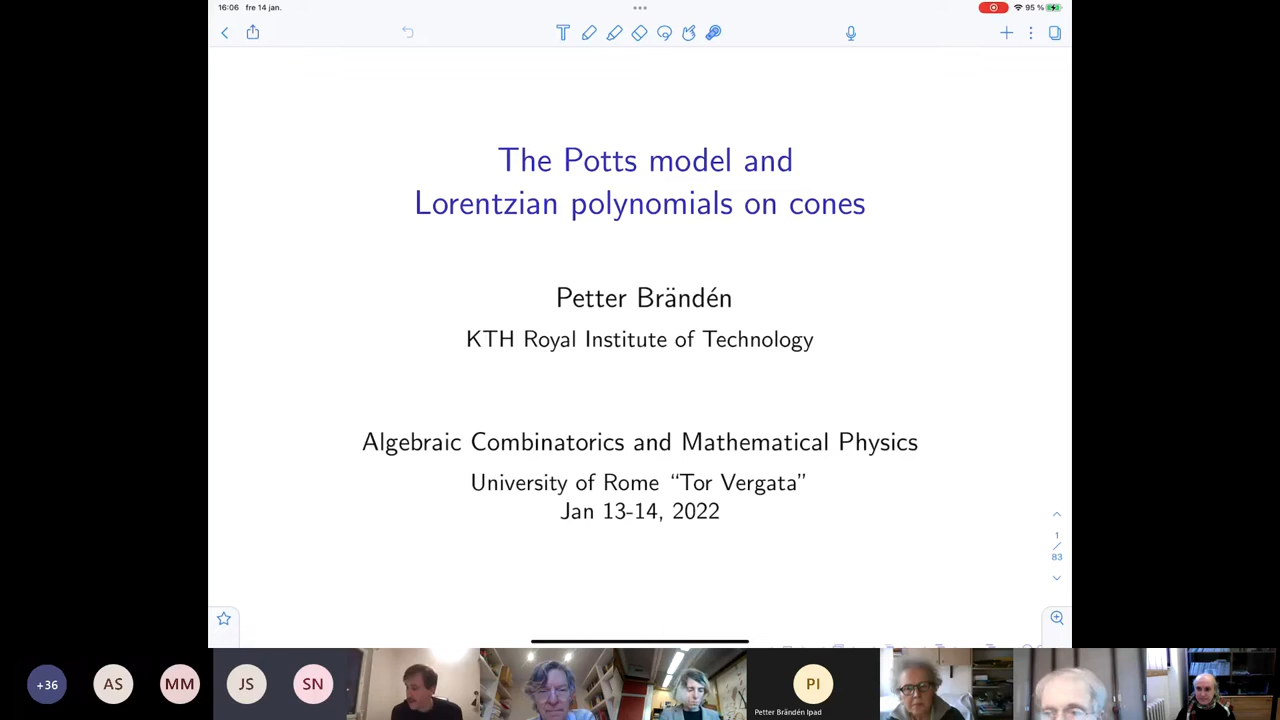 16:06 fre 14 jan.
95 %
The Potts model and
Lorentzian polynomials on cones
Petter Brändén
KTH Royal Institute of Technology
Algebraic Combinatorics and Mathematical Physics
University of Rome “Tor Vergata”
Jan 13-14, 2022
1
/
83
+36
AS
MM
JS
SN
PI
Petter Brändén Ipad